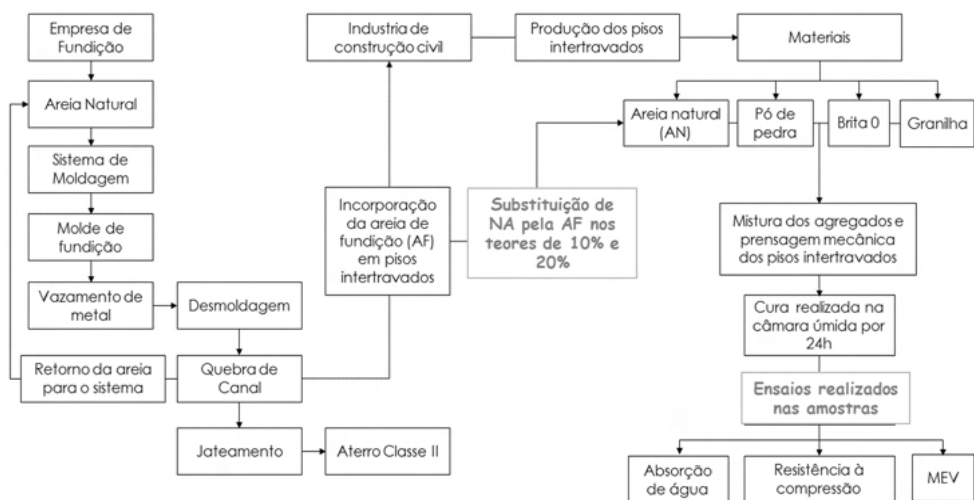 Empresa de
Fundição
Areia Natural
Sistema de
Moldagem
Molde de
fundição
Vazamento de
metal
Desmoldagem
Retorno da areia
para o sistema
Quebra de
Canal
Jateamento
Aterro Classe II
Incorporação
da areia de
fundição (AF)
em pisos
intertravados
Industria de
construção civil
Produção dos pisos
intertravados
Materiais
Areia natural
(AN)
Pó de
pedra
Brita 0
Granilha
Substituição de
NA pela AF nos
teores de 10% e
20%
Mistura dos agregados e
prensagem mecânica
dos pisos intertravados
Cura realizada na
câmara úmida por
24h
Ensaios realizados
nas amostras
Absorção
de água
Resistência à
compressão
MEV